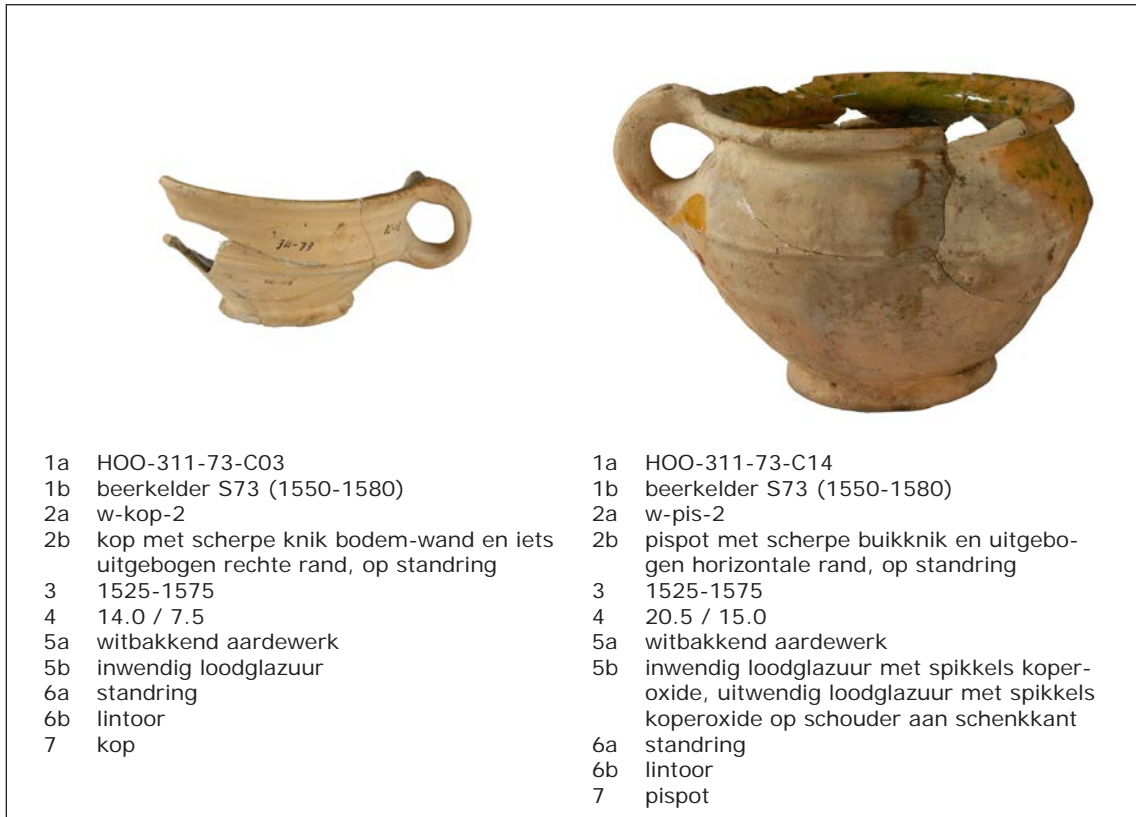 34-73
1a HOO-311-73-C03
1b beerkelder S73 (1550-1580)
2a w-kop-2
2b kop met scherpe knik bodem-wand en iets
uitgebogen rechte rand, op standring
3 1525-1575
4 14.0 / 7.5
5a witbakkend aardewerk
5b inwendig loodglazuur
6a standring
6b lintoor
7 kop
1a HOO-311-73-C14
1b beerkelder S73 (1550-1580)
2a w-pis-2
2b pispot met scherpe buikknik en uitgebo-
gen horizontale rand, op standring
3 1525-1575
4 20.5 / 15.0
5a witbakkend aardewerk
5b inwendig loodglazuur met spikkels koper-
oxide, uitwendig loodglazuur met spikkels
koperoxide op schouder aan schenkkant
6a standring
6b lintoor
7 pispot